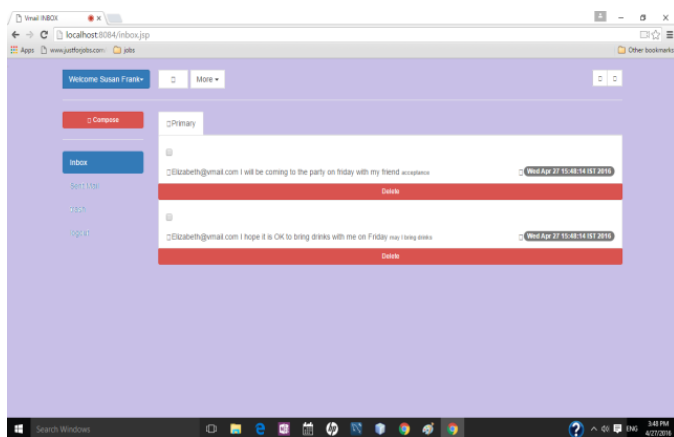 Vmail INBOX
localhost:8084/inbox.jsp
Apps www.justforjobs.com/ jobs Other bookmarks
Welcome Susan Frank More
Compose Primary
Inbox
Elizabeth@vmail.com I will be coming to the party on friday with my friend acceptance Wed Apr 27 15:48:14 IST 2016
Delete
Sent Mail
Elizabeth@vmail.com I hope it is OK to bring drinks with me on Friday may I bring drinks Wed Apr 27 15:48:14 IST 2016
Delete
Search Windows ENG 3:48 PM
4/27/2016